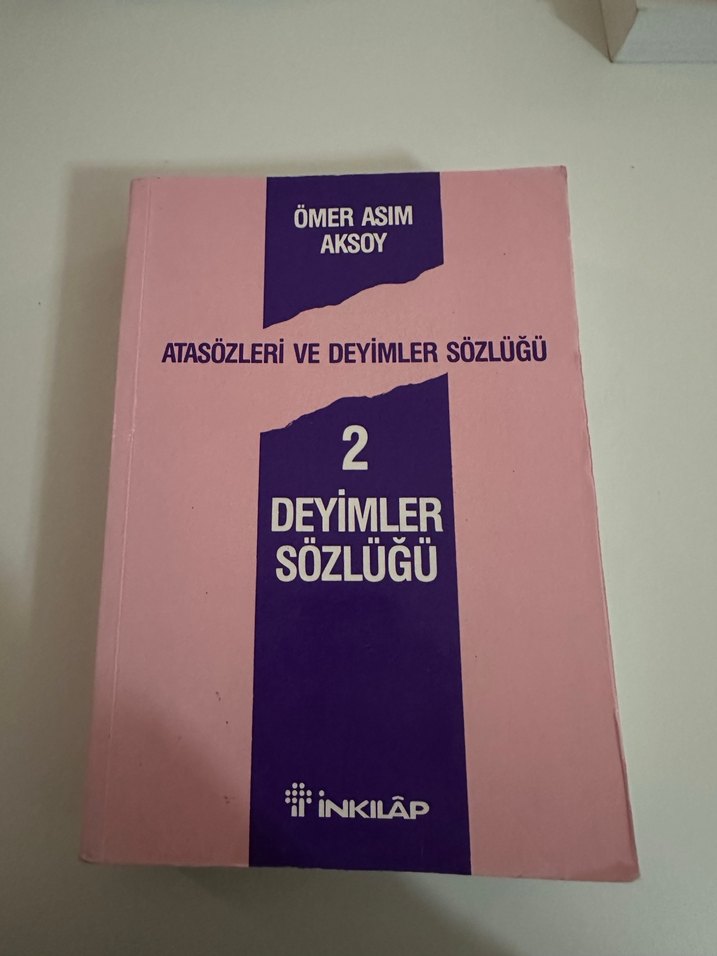 ÖMER ASIM
AKSOY
ATASÖZLERİ VE DEYİMLER SÖZLÜĞÜ
2
DEYİMLER
SÖZLÜĞÜ
İNKILÂP